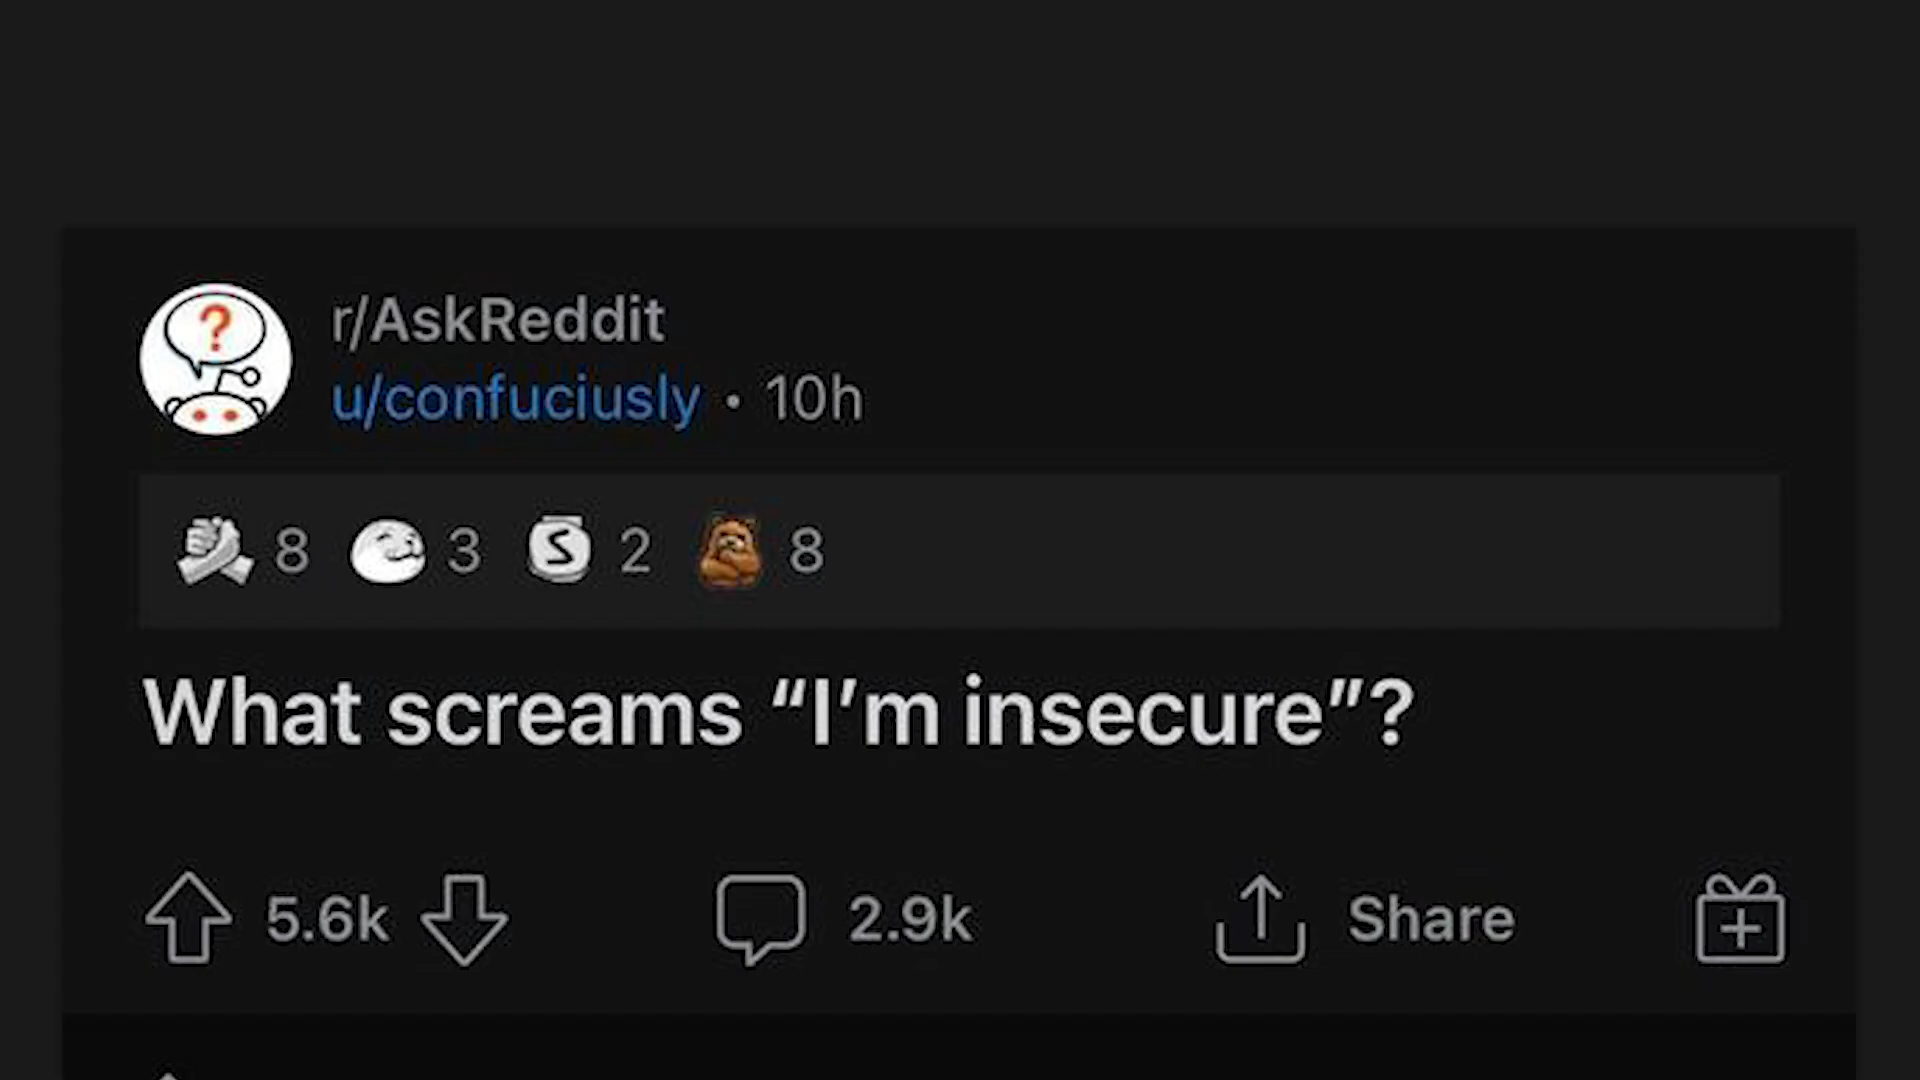 ?
r/AskReddit
u/confuciusly • 10h
8 3 S 2 8
What screams “I’m insecure”?
5.6k 2.9k Share